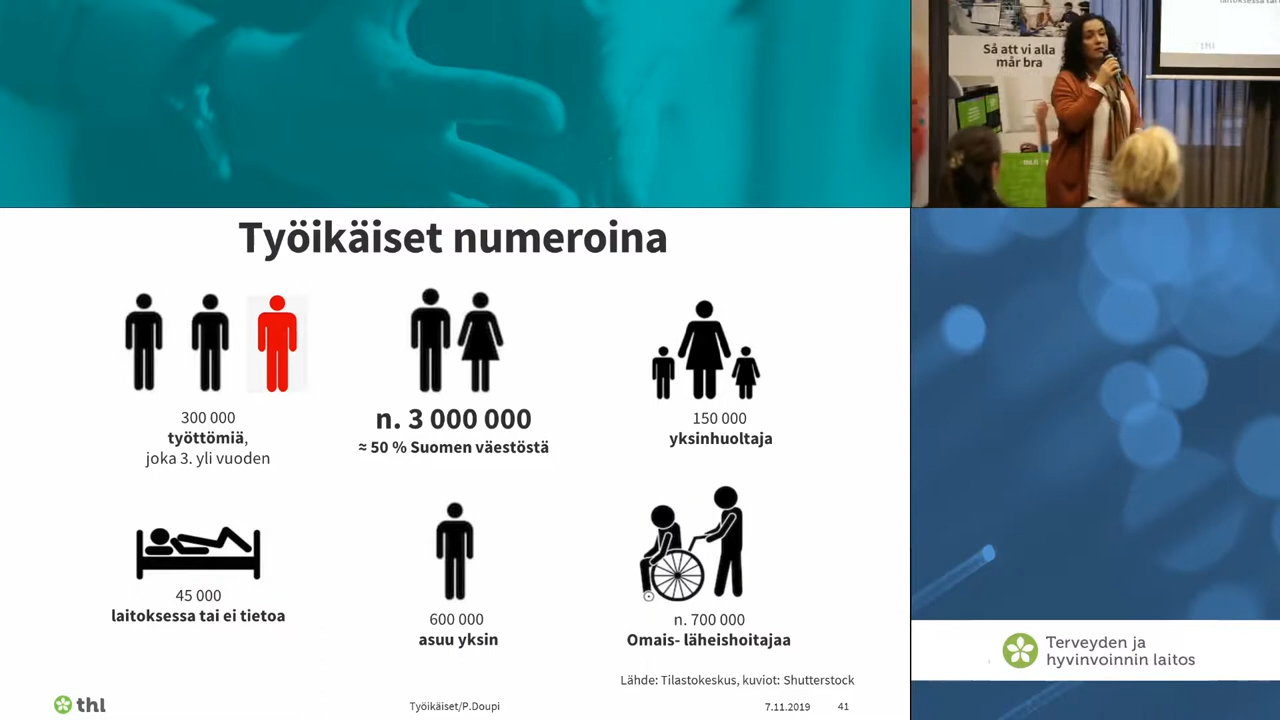 Så att vi alla
mår bra
thl
Työikäiset numeroina
300 000
työttömiä,
joka 3. yli vuoden
n. 3 000 000
≈ 50 % Suomen väestöstä
150 000
yksinhuoltaja
45 000
laitoksessa tai ei tietoa
600 000
asuu yksin
n. 700 000
Omais- läheishoitajaa
Lähde: Tilastokeskus, kuviot: Shutterstock
thl
Työikäiset/P.Doupi
7.11.2019
41
Terveyden ja
hyvinvoinnin laitos